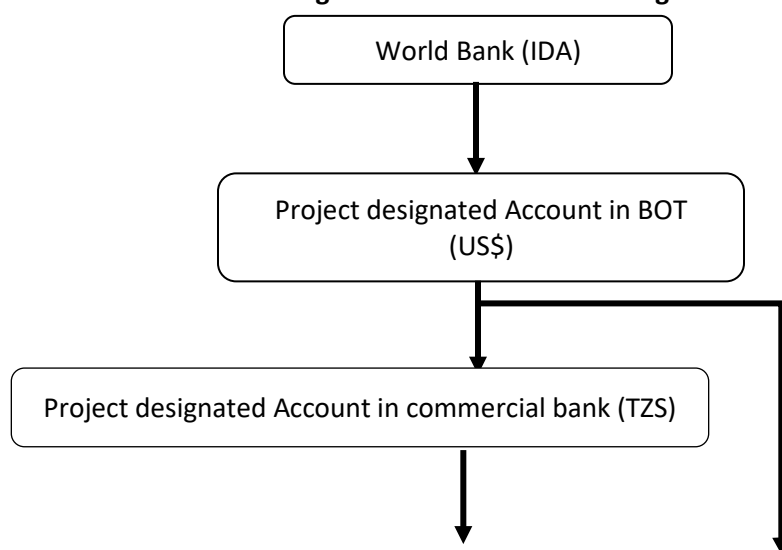 World Bank (IDA)
Project designated Account in BOT
(US$)
Project designated Account in commercial bank (TZS)